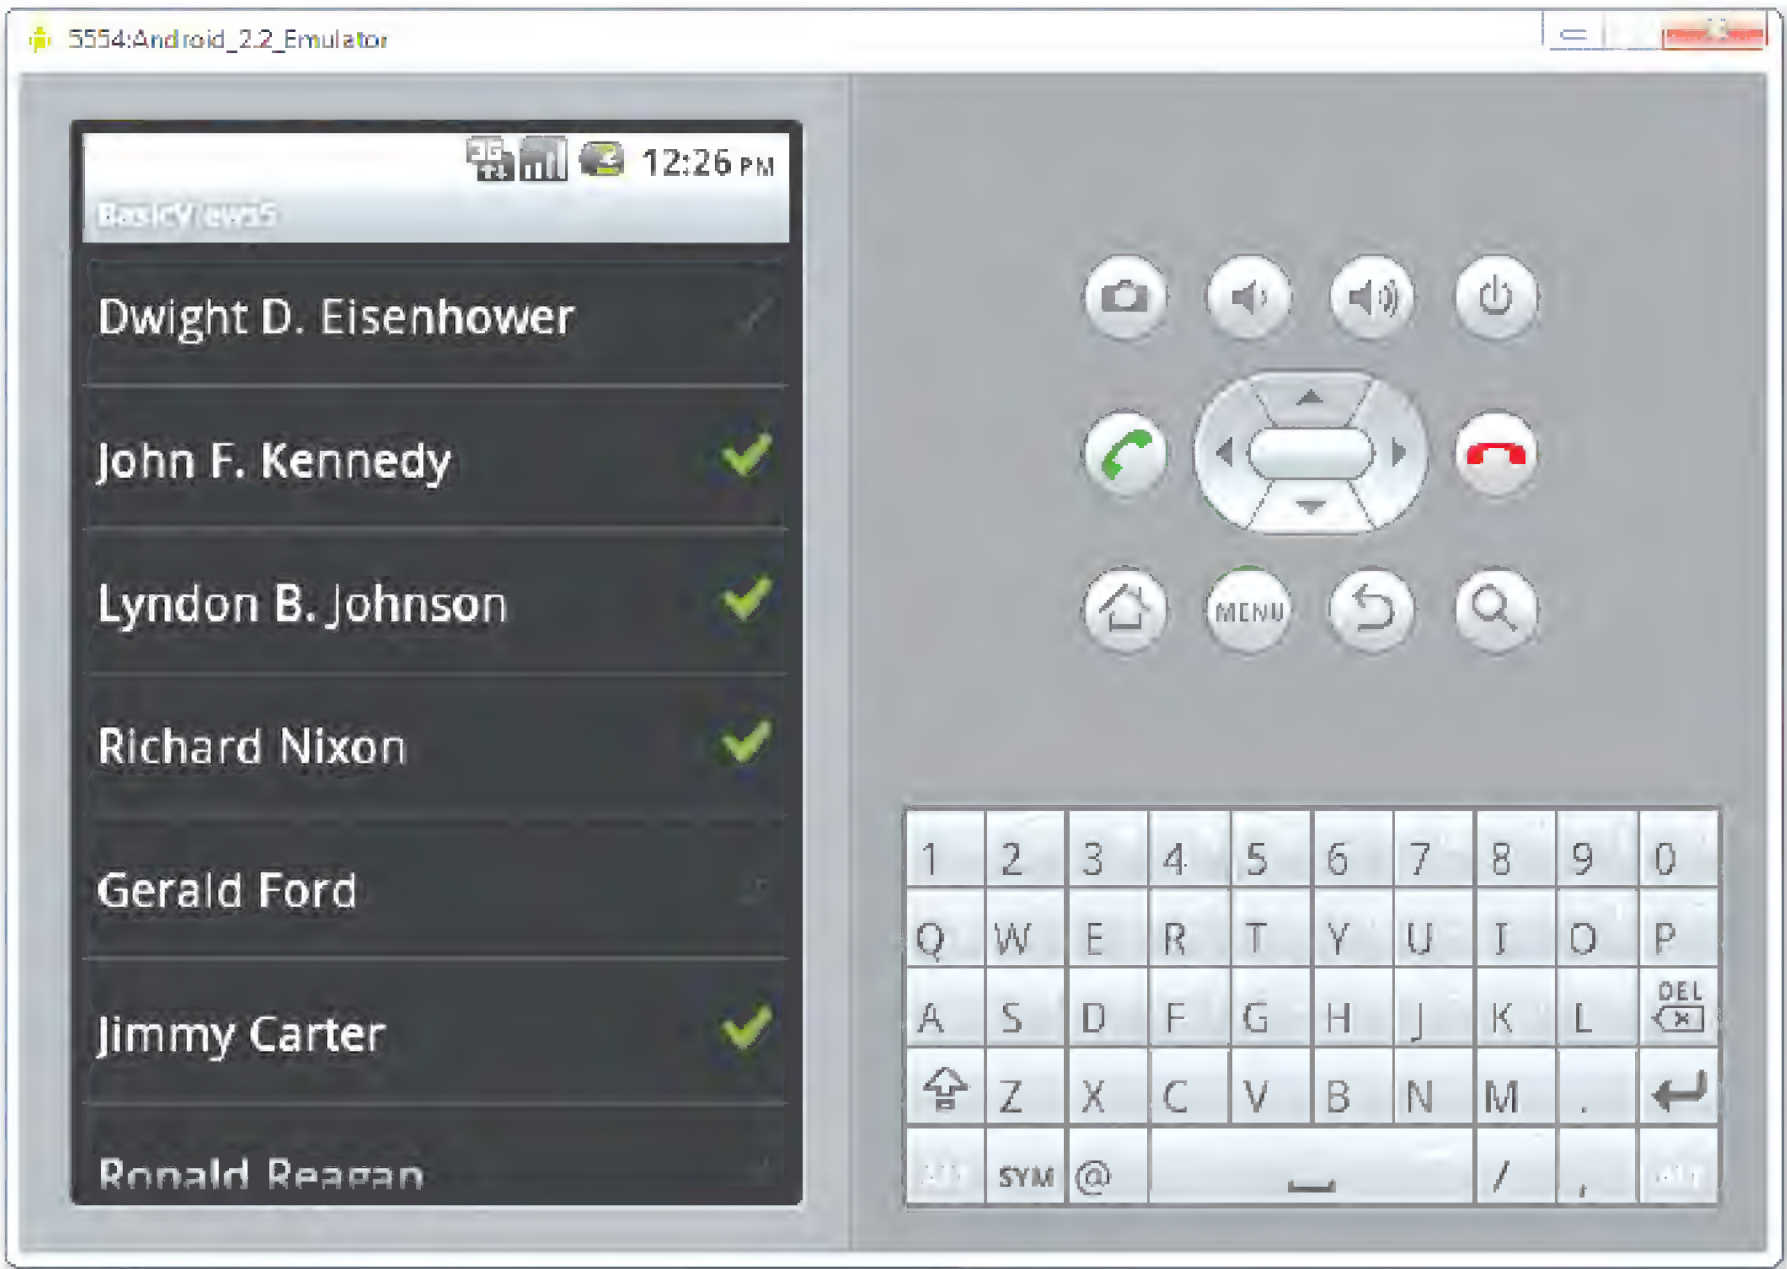 5554:Android_2.2_Emulator
3G 12:26 PM
BasicViews5
Dwight D. Eisenhower
John F. Kennedy
Lyndon B. Johnson
Richard Nixon
Gerald Ford
Jimmy Carter
Ronald Reagan
MENU
1 2 3 4 5 6 7 8 9 0
Q W E R T Y U I O P
A S D F G H J K L DEL
Z X C V B N M .
SYM @ / ,